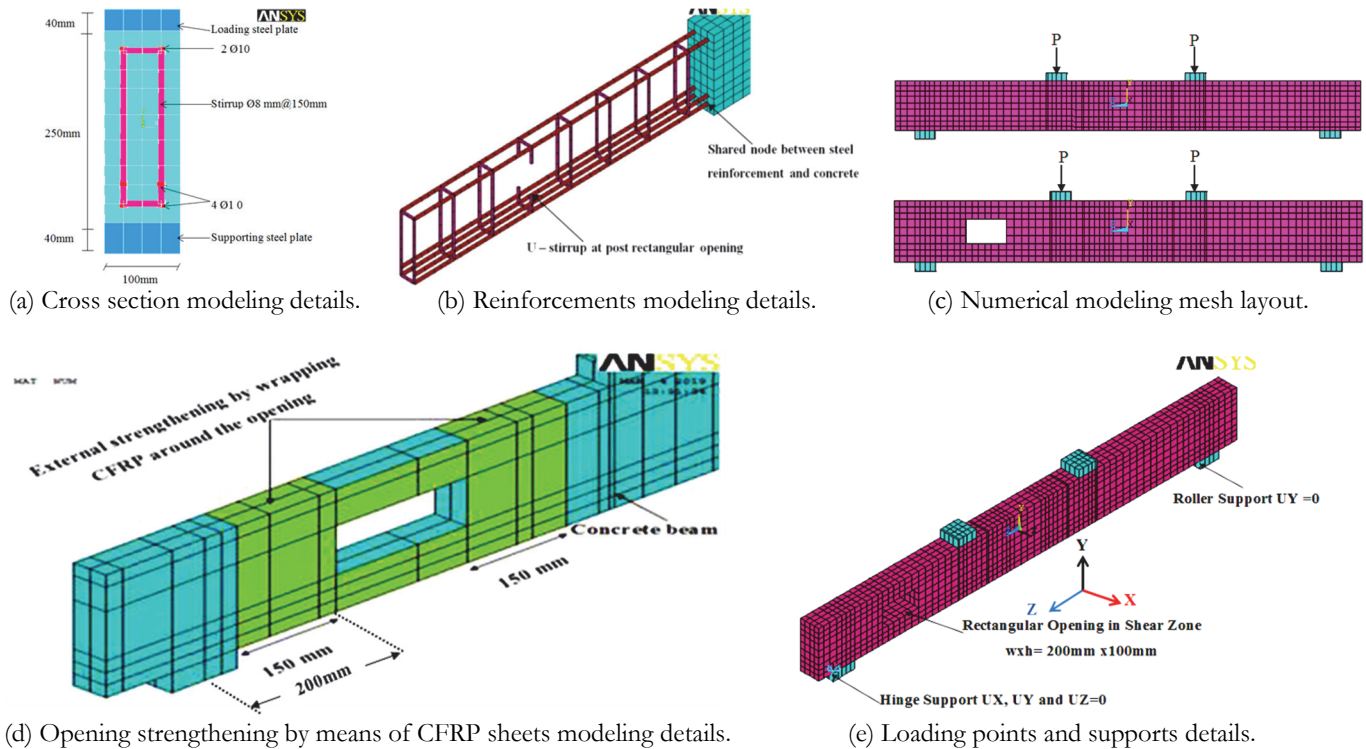 40mm
ANSYS
Loading steel plate
2 Ø10
Stirrup Ø8 mm@150mm
250mm
4 Ø1 0
40mm
Supporting steel plate
100mm
(a) Cross section modeling details.
Shared node between steel
reinforcement and concrete
U – stirrup at post rectangular opening
(b) Reinforcements modeling details.
P
P
P
P
(c) Numerical modeling mesh layout.
MAT NUM
ANSYS
External strengthening by wrapping
CFRP around the opening
Concrete beam
150 mm
150 mm
200mm
(d) Opening strengthening by means of CFRP sheets modeling details.
ANSYS
Roller Support UY =0
Y
X
Z
Rectangular Opening in Shear Zone
wxh= 200mm x100mm
Hinge Support UX, UY and UZ=0
(e) Loading points and supports details.